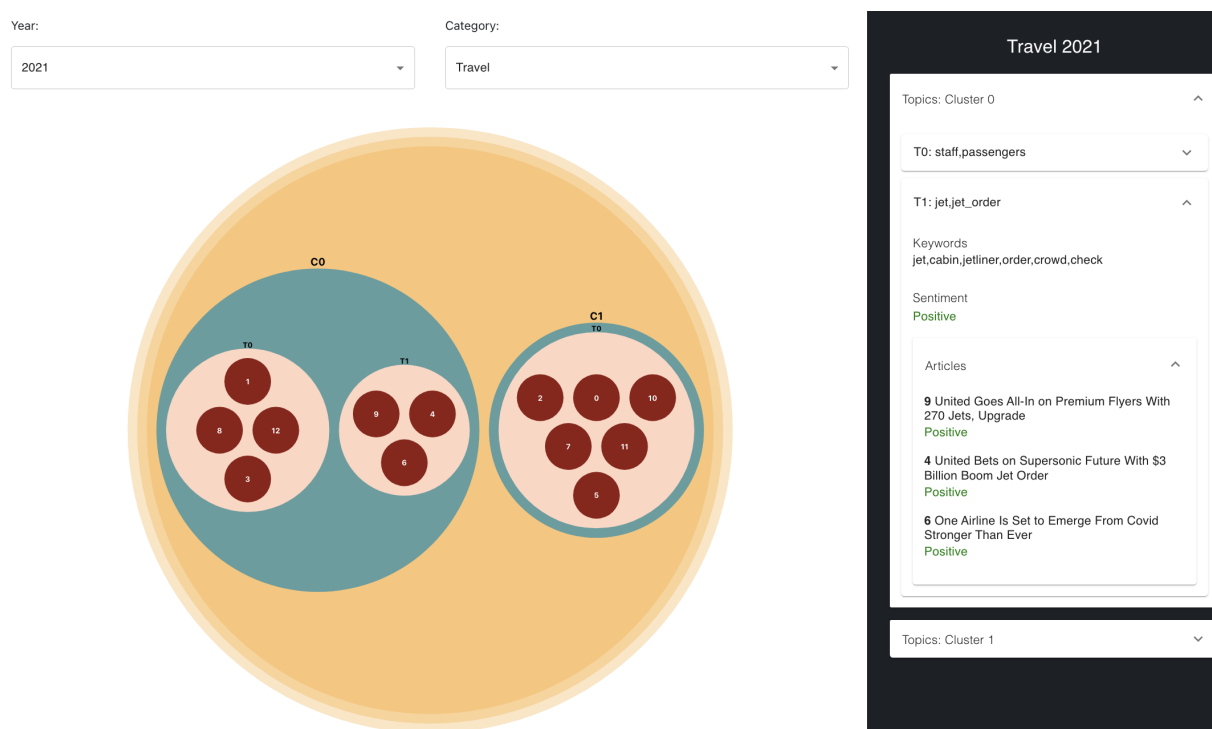 Year:
Category:
2021
Travel
C0
T0
1
8
12
3
T1
9
4
6
C1
T0
2
0
10
7
11
5
Travel 2021
Topics: Cluster 0
T0: staff,passengers
T1: jet,jet_order
Keywords
jet,cabin,jetliner,order,crowd,check
Sentiment
Positive
Articles
9 United Goes All-In on Premium Flyers With
270 Jets, Upgrade
Positive
4 United Bets on Supersonic Future With $3
Billion Boom Jet Order
Positive
6 One Airline Is Set to Emerge From Covid
Stronger Than Ever
Positive
Topics: Cluster 1